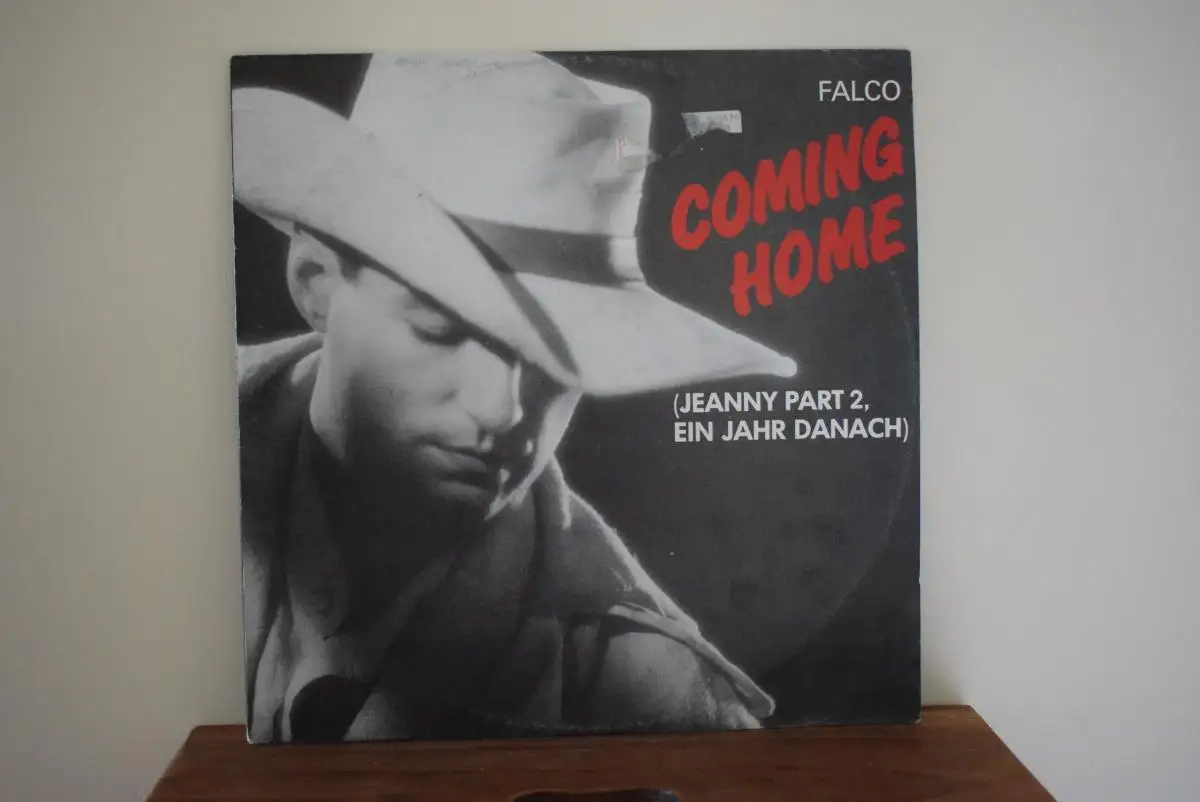 FALCO
COMING
HOME
(JEANNY PART 2,
EIN JAHR DANACH)